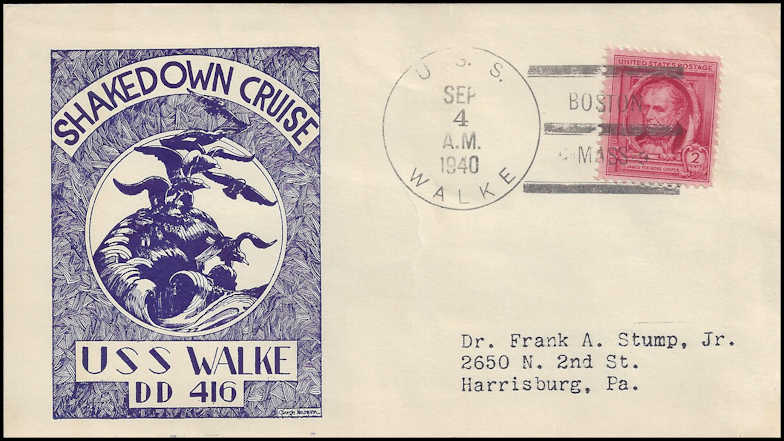 SHAKEDOWN CRUISE
USS WALKE
DD 416
U. S. S.
SEP
4
A.M.
1940
WALKE
BOSTON
MASS
UNITED STATES POSTAGE
2
Dr. Frank A. Stump, Jr.
2650 N. 2nd St.
Harrisburg, Pa.